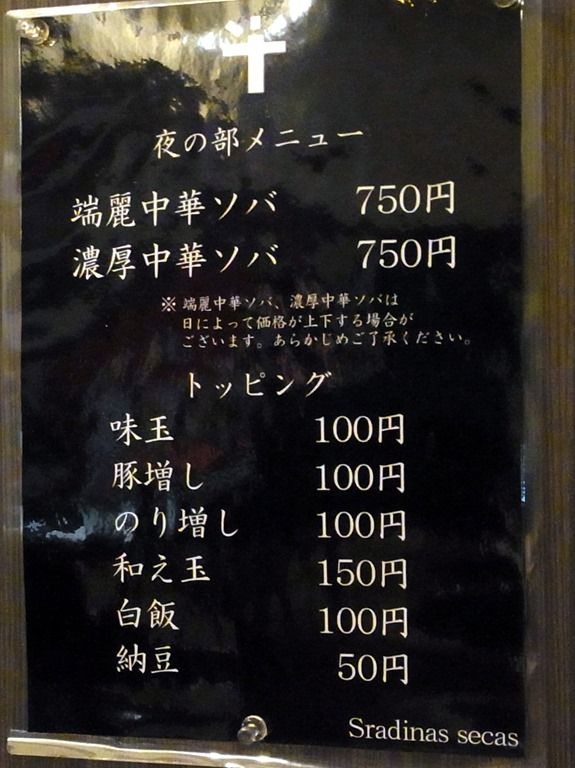 夜の部メニュー
端麗中華ソバ 750円
濃厚中華ソバ 750円
※ 端麗中華ソバ、濃厚中華ソバは
日によって価格が上下する場合が
ございます。あらかじめご了承ください。
トッピング
味玉 100円
豚増し 100円
のり増し 100円
和え玉 150円
白飯 100円
納豆 50円
Sradinas secas